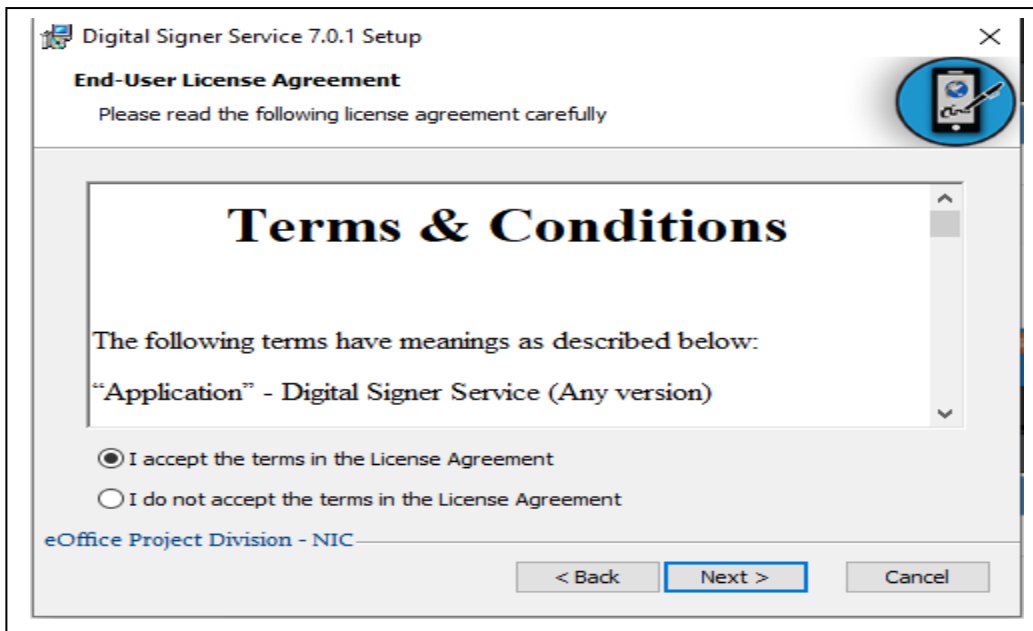 Digital Signer Service 7.0.1 Setup
End-User License Agreement
Please read the following license agreement carefully
Terms & Conditions
The following terms have meanings as described below:
“Application” - Digital Signer Service (Any version)
I accept the terms in the License Agreement
I do not accept the terms in the License Agreement
eOffice Project Division - NIC
< Back Next > Cancel